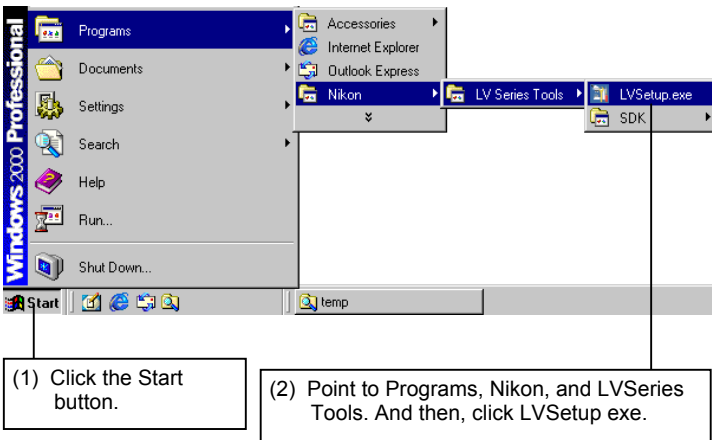 Windows 2000 Professional
Programs
Documents
Settings
Search
Help
Run...
Shut Down...
Accessories
Internet Explorer
Outlook Express
Nikon
LV Series Tools
LVSetup.exe
SDK
Start
temp
(1) Click the Start
button.
(2) Point to Programs, Nikon, and LVSeries
Tools. And then, click LVSetup exe.